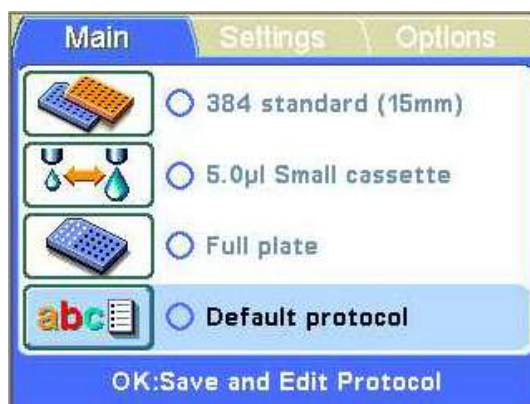 Main Settings Options
384 standard (15mm)
5.0µl Small cassette
Full plate
abc Default protocol
OK:Save and Edit Protocol